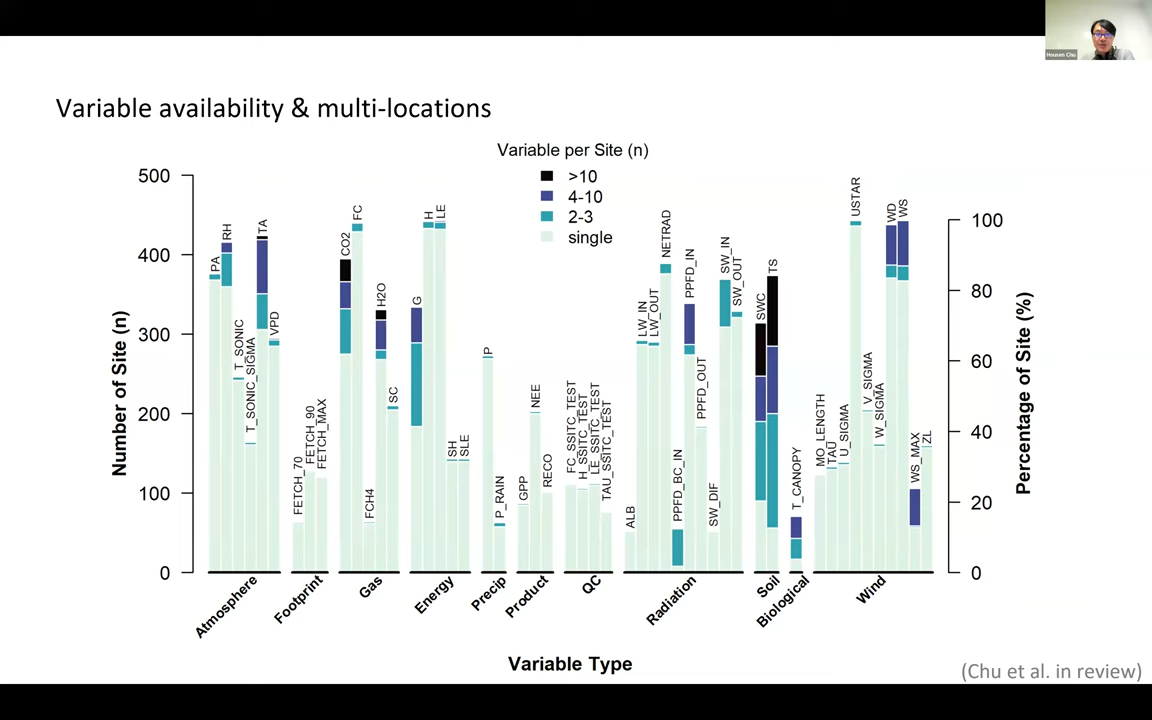 Housen Chu
Variable availability & multi-locations
Variable per Site (n)
>10
4-10
2-3
single
Number of Site (n)
500
400
300
200
100
0
PA
RH
T_SONIC
T_SONIC_SIGMA
TA
VPD
FETCH_70
FETCH_90
FETCH_MAX
CO2
FC
FCH4
H2O
SC
G
H
LE
SH
SLE
P
P_RAIN
GPP
NEE
RECO
FC_SSITC_TEST
H_SSITC_TEST
LE_SSITC_TEST
TAU_SSITC_TEST
ALB
LW_IN
LW_OUT
NETRAD
PPFD_BC_IN
PPFD_IN
PPFD_OUT
SW_DIF
SW_IN
SW_OUT
SWC
TS
T_CANOPY
MO_LENGTH
TAU
U_SIGMA
USTAR
V_SIGMA
W_SIGMA
WD
WS
WS_MAX
ZL
100
80
60
40
20
0
Percentage of Site (%)
Atmosphere
Footprint
Gas
Energy
Precip
Product
QC
Radiation
Soil
Biological
Wind
Variable Type
(Chu et al. in review)